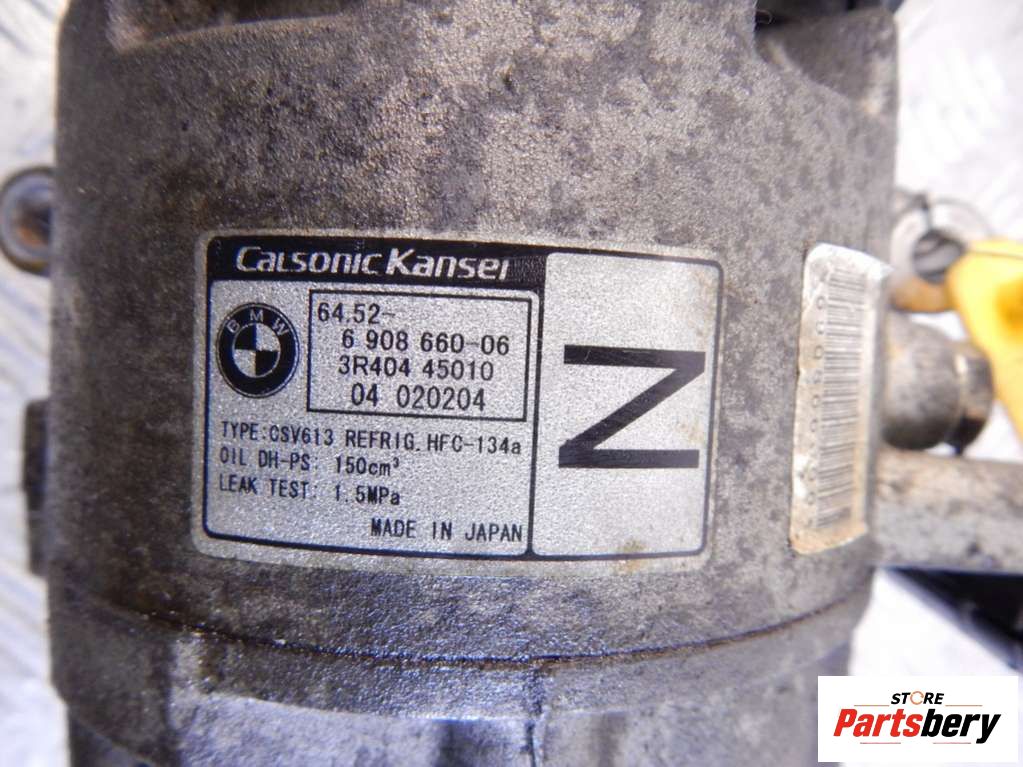 CALSONIC KANSEI
BMW
64.52-
6 908 660-06
3R404 45010
04 020204
TYPE:CSV613 REFRIG. HFC-134a
OIL DH-PS: 150cm³
LEAK TEST: 1.5MPa
MADE IN JAPAN
N
STORE
Partsbery